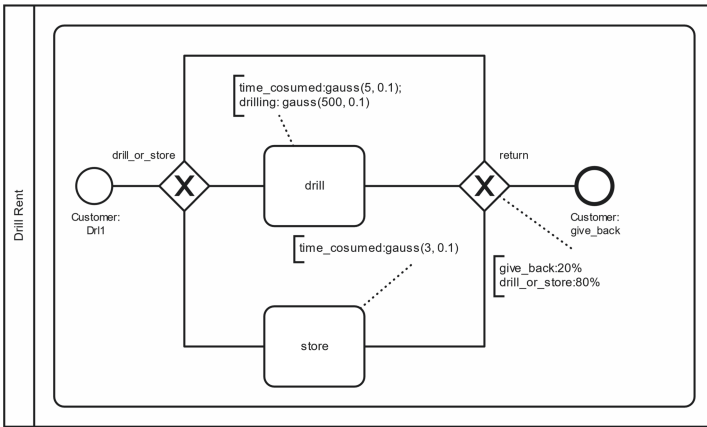 Drill Rent
time_cosumed:gauss(5, 0.1);
drilling: gauss(500, 0.1)
drill_or_store
return
X
drill
X
Customer:
Drl1
Customer:
give_back
time_cosumed:gauss(3, 0.1)
give_back:20%
drill_or_store:80%
store